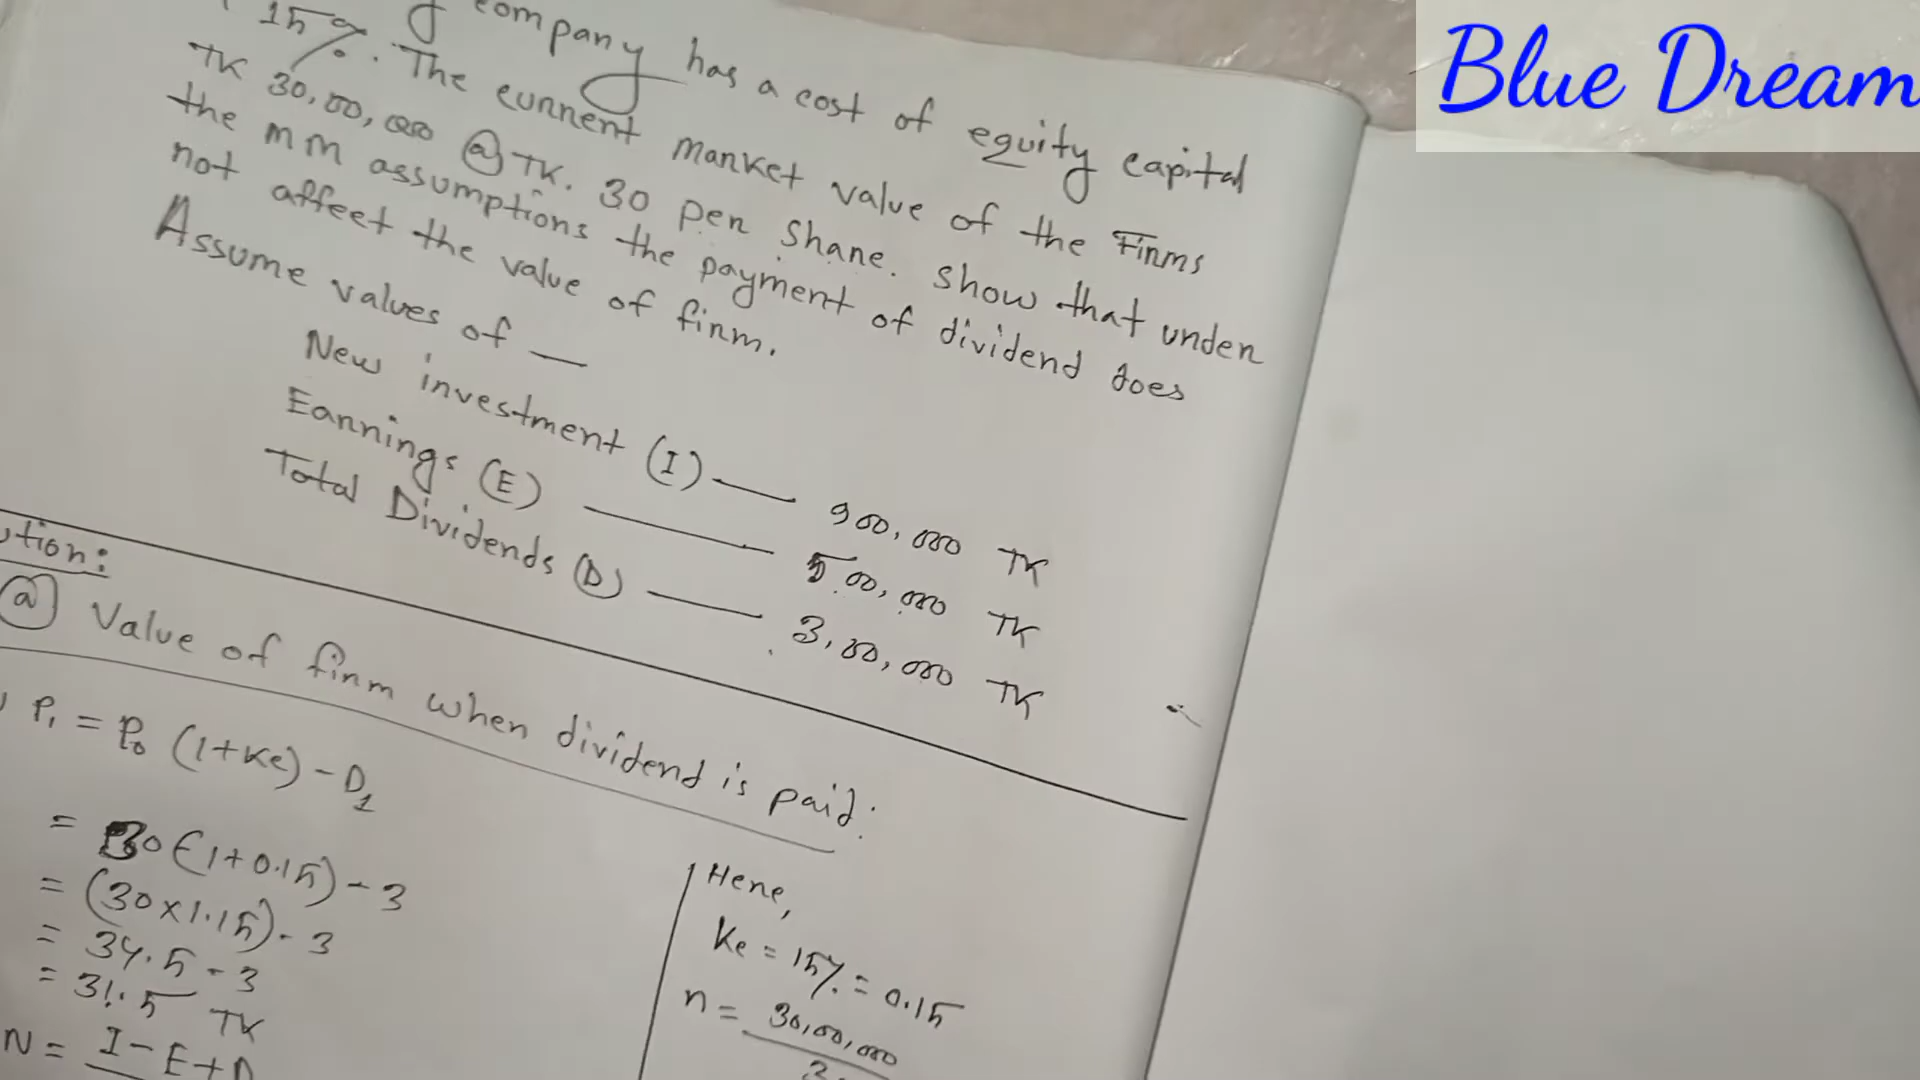 Blue Dream
company has a cost of equity capital
15%. The current market value of the Firms
TK 30,00,000 @ TK. 30 per share. Show that under
the MM assumptions the payment of dividend does
not affect the value of firm.
Assume values of —
New investment (I) — 900,000 TK
Earnings (E) — 500,000 TK
Total Dividends (D) — 3,00,000 TK
ution:
(a) Value of firm when dividend is paid:
P₁ = P₀ (1+Ke) - D₁
= 30 (1+0.15) - 3
= (30×1.15) - 3
= 34.5 - 3
= 31.5 TK
N = I - E + D
Here,
Ke = 15% = 0.15
n = 30,00,000